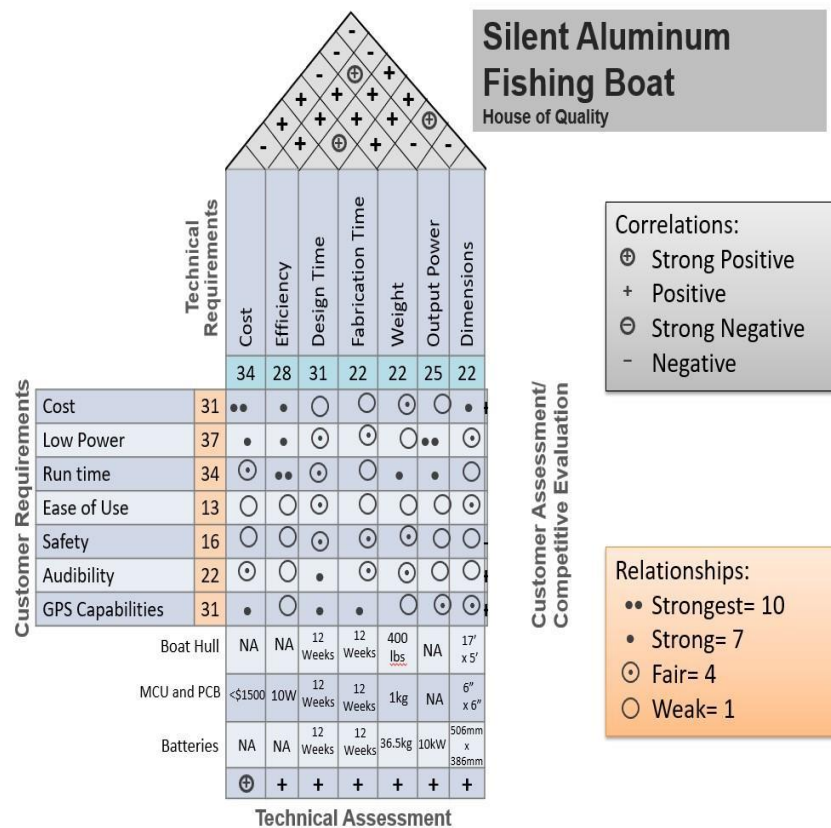 Silent Aluminum
Fishing Boat
House of Quality
- 
- -
- ⊕ +
+ + + +
+ + + + ⊕
- + ⊕ + - -
Technical
Requirements
Cost
Efficiency
Design Time
Fabrication Time
Weight
Output Power
Dimensions
34 28 31 22 22 25 22
Customer Requirements
Cost 31 •• • ○ ○ ⊙ ○ •
Low Power 37 • • ⊙ ⊙ ○ •• ⊙
Run time 34 ⊙ •• ⊙ ○ • • ○
Ease of Use 13 ○ ○ ⊙ ○ ○ ○ ⊙
Safety 16 ○ ○ ⊙ ⊙ ⊙ ○ ○
Audibility 22 ⊙ ○ • ⊙ ⊙ ○ ○
GPS Capabilities 31 • ○ • • ○ ⊙ ⊙
Boat Hull NA NA 12 Weeks 12 Weeks 400 lbs NA 17' x 5'
MCU and PCB <$1500 10W 12 Weeks 12 Weeks 1kg NA 6" x 6"
Batteries NA NA 12 Weeks 12 Weeks 36.5kg 10kW 506mm x 386mm
⊕ + + + + + +
Technical Assessment
Customer Assessment/
Competitive Evaluation
Correlations:
⊕ Strong Positive
+ Positive
⊖ Strong Negative
− Negative
Relationships:
•• Strongest= 10
• Strong= 7
⊙ Fair= 4
○ Weak= 1